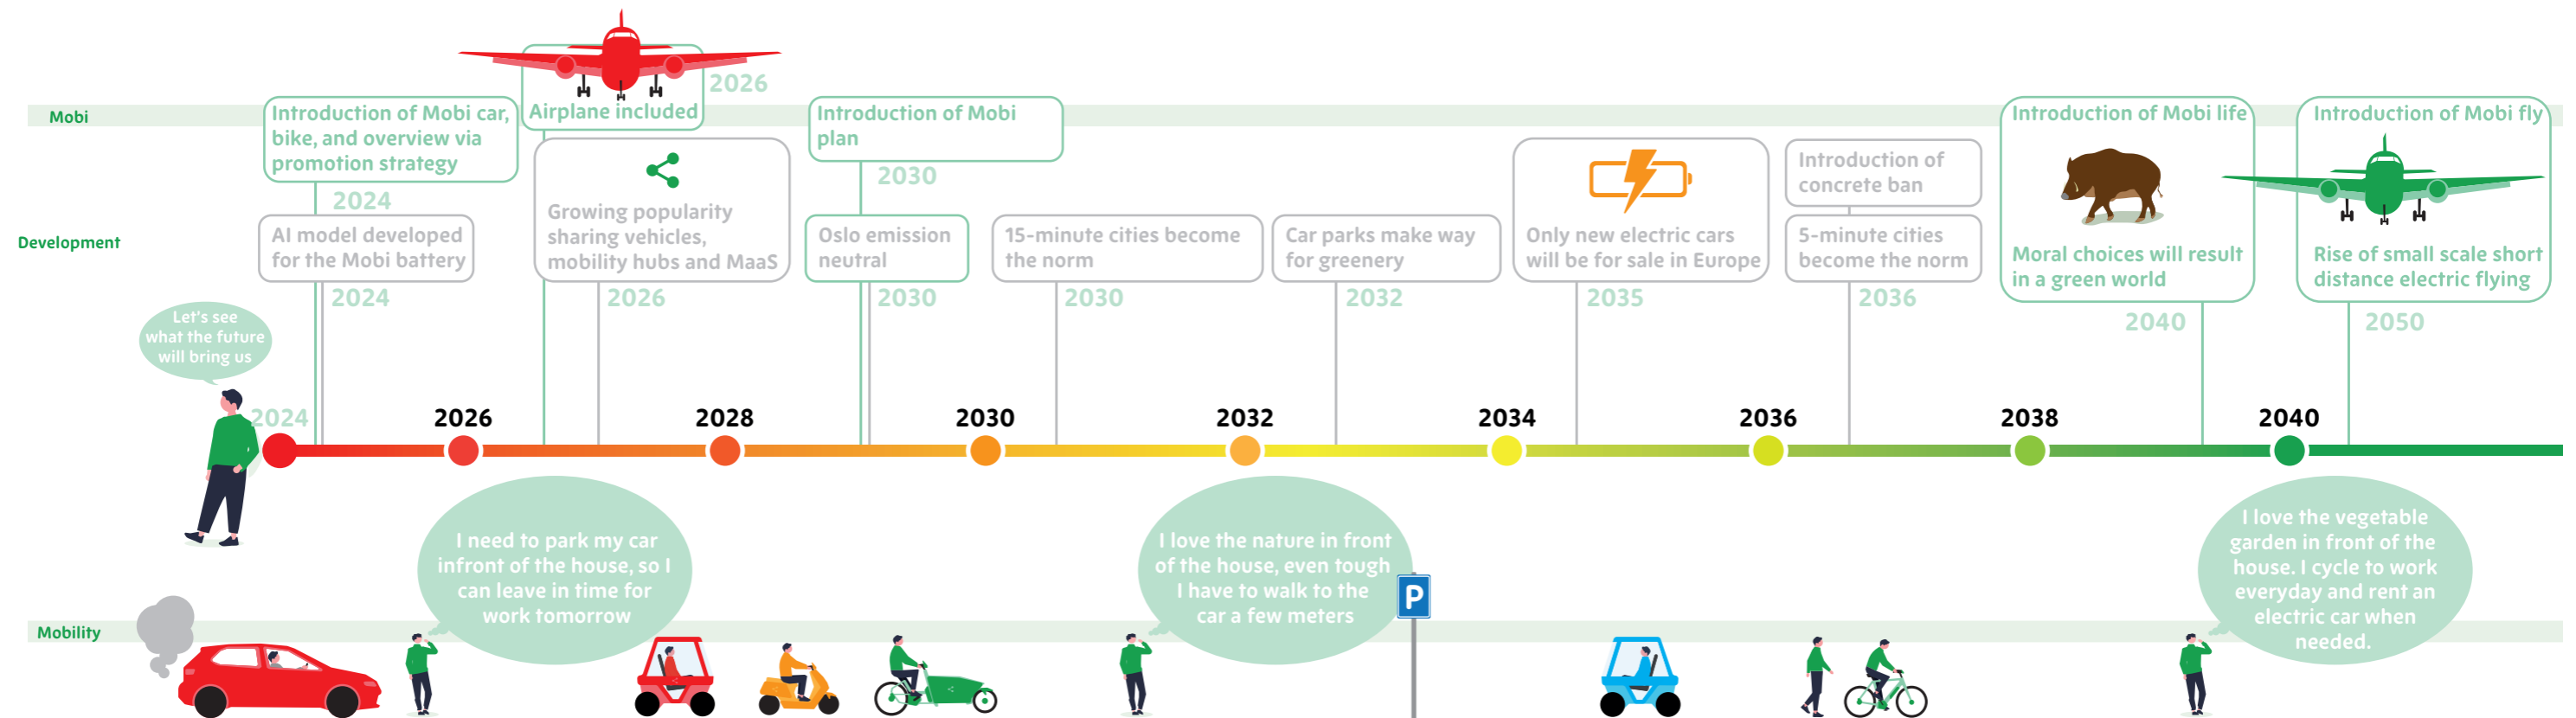 Mobi
Introduction of Mobi car,
bike, and overview via
promotion strategy
2024
Airplane included
2026
Introduction of Mobi
plan
2030
Introduction of Mobi life
Moral choices will result
in a green world
2040
Introduction of Mobi fly
Rise of small scale short
distance electric flying
2050
Development
AI model developed
for the Mobi battery
2024
Growing popularity
sharing vehicles,
mobility hubs and MaaS
2026
Oslo emission
neutral
2030
15-minute cities become
the norm
2030
Car parks make way
for greenery
2032
Only new electric cars
will be for sale in Europe
2035
Introduction of
concrete ban
5-minute cities
become the norm
2036
Let's see
what the future
will bring us
2024
2026
2028
2030
2032
2034
2036
2038
2040
Mobility
I need to park my car
infront of the house, so I
can leave in time for
work tomorrow
I love the nature in front
of the house, even tough
I have to walk to the
car a few meters
P
I love the vegetable
garden in front of the
house. I cycle to work
everyday and rent an
electric car when
needed.